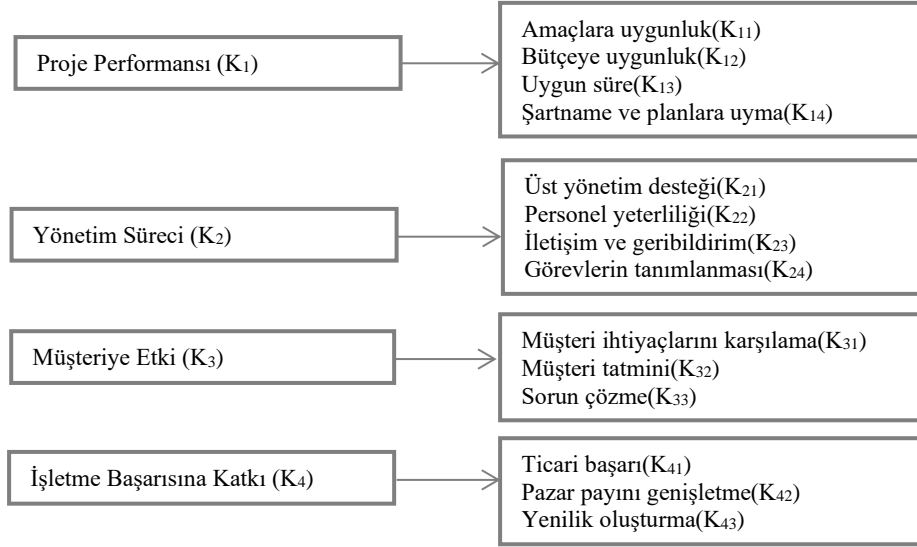 Proje Performansı (K₁)
Amaçlara uygunluk(K₁₁)
Bütçeye uygunluk(K₁₂)
Uygun süre(K₁₃)
Şartname ve planlara uyma(K₁₄)
Yönetim Süreci (K₂)
Üst yönetim desteği(K₂₁)
Personel yeterliliği(K₂₂)
İletişim ve geribildirim(K₂₃)
Görevlerin tanımlanması(K₂₄)
Müşteriye Etki (K₃)
Müşteri ihtiyaçlarını karşılama(K₃₁)
Müşteri tatmini(K₃₂)
Sorun çözme(K₃₃)
İşletme Başarısına Katkı (K₄)
Ticari başarı(K₄₁)
Pazar payını genişletme(K₄₂)
Yenilik oluşturma(K₄₃)